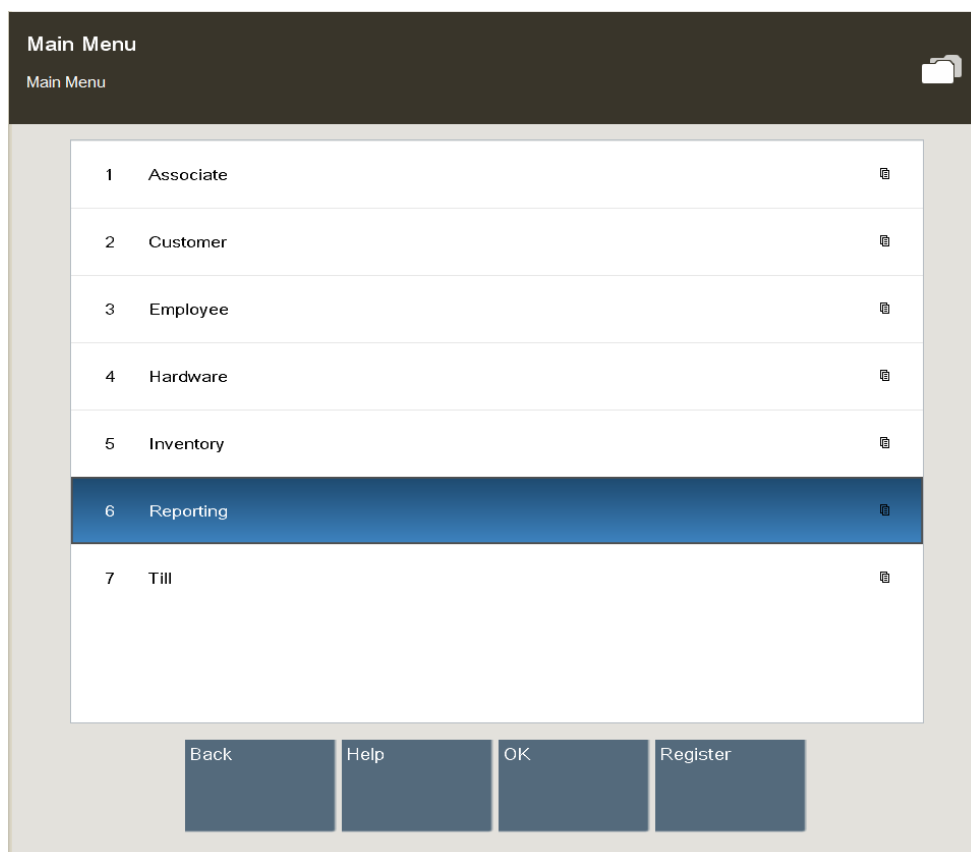 Main Menu
Main Menu
1 Associate
2 Customer
3 Employee
4 Hardware
5 Inventory
6 Reporting
7 Till
Back Help OK Register